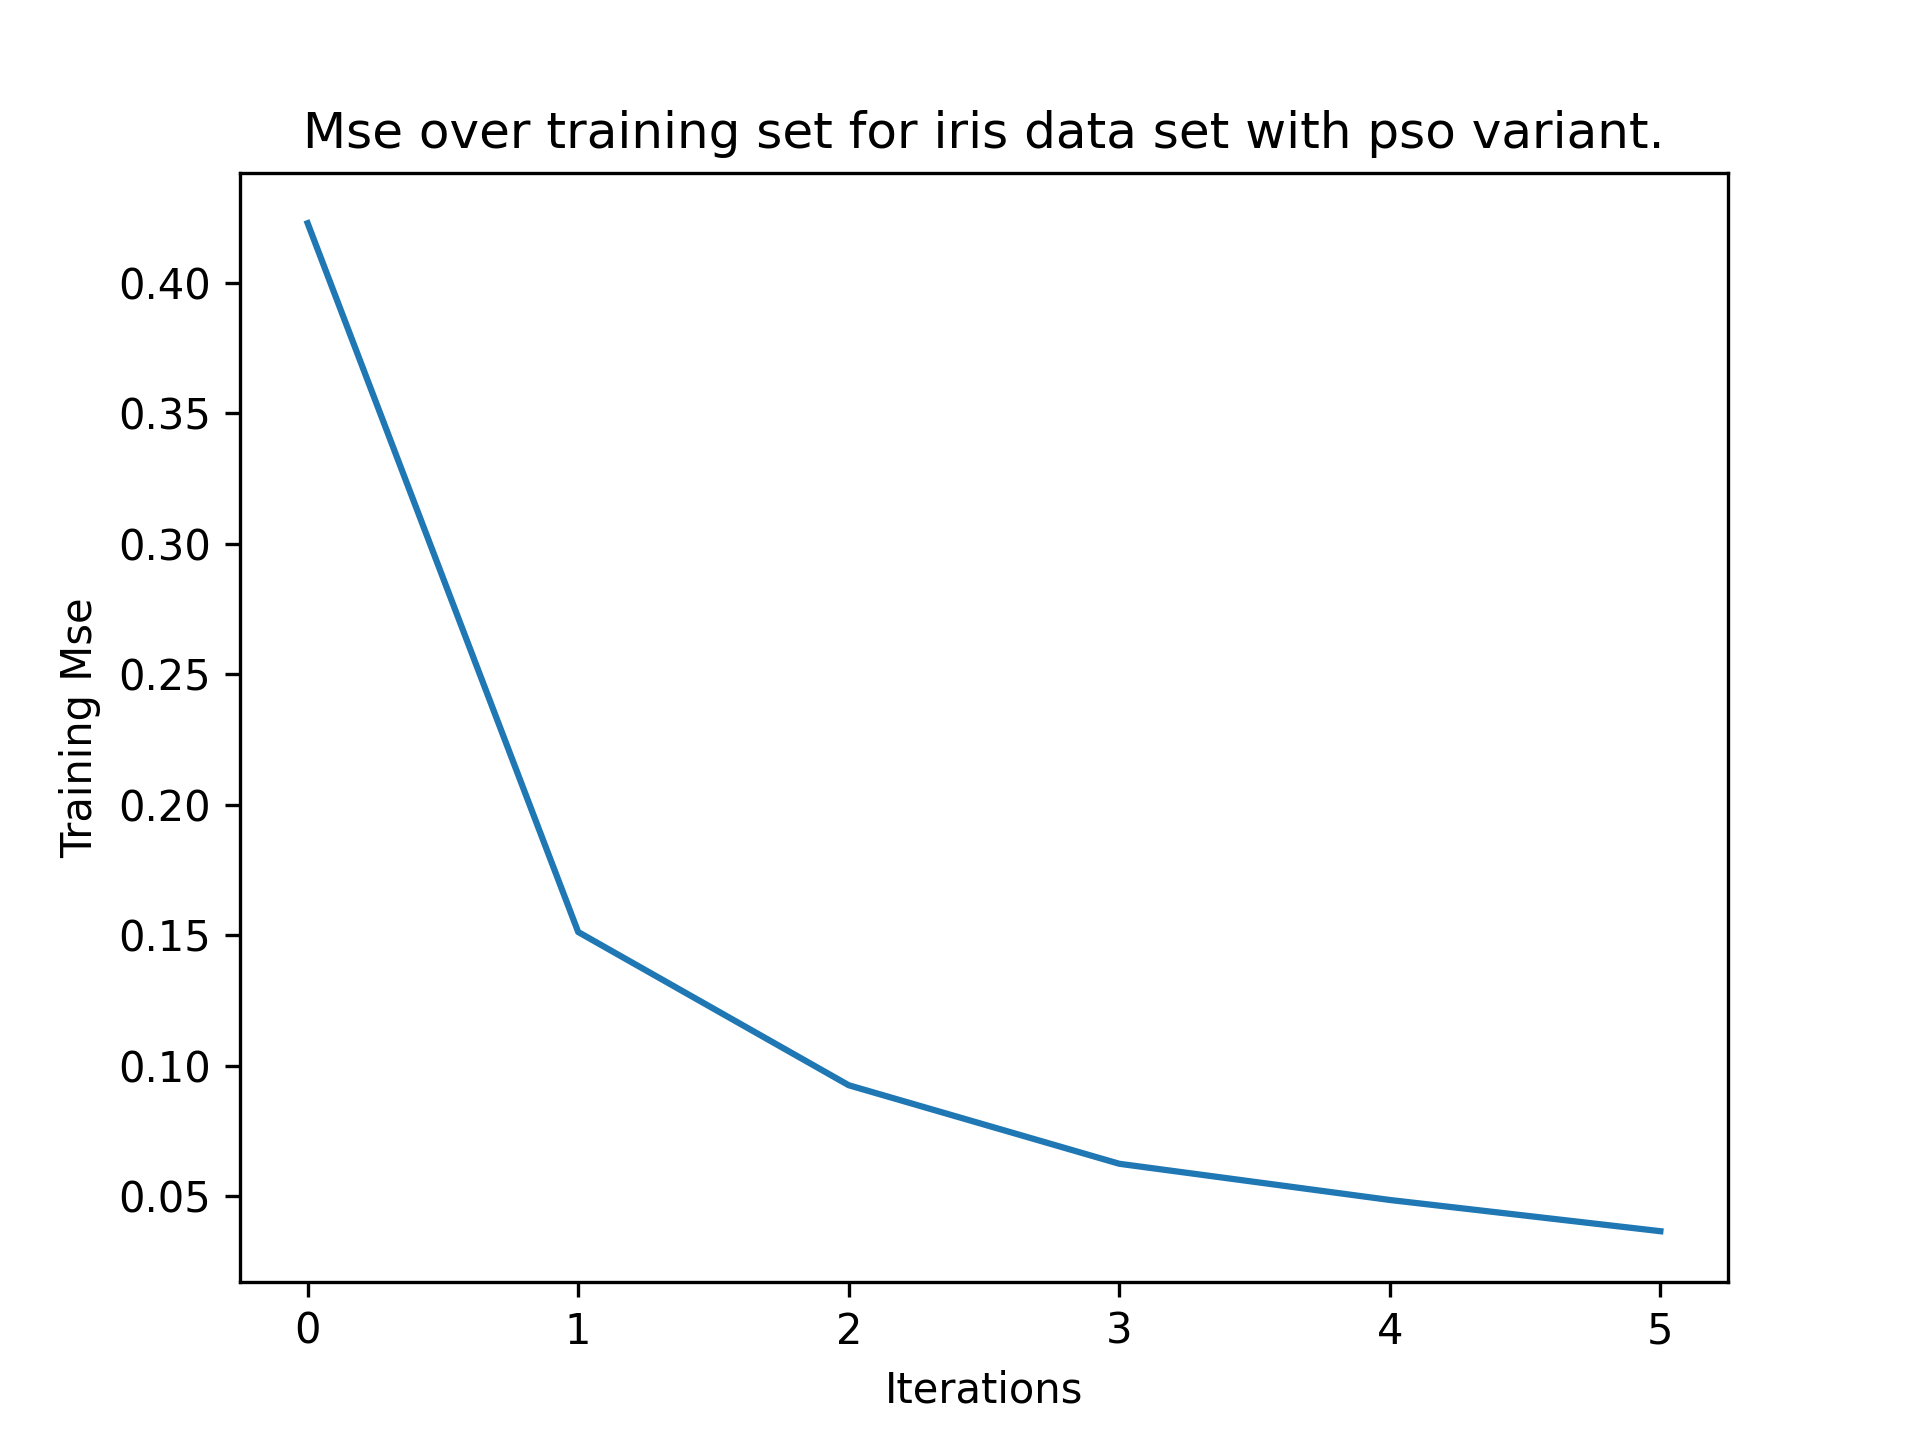 Mse over training set for iris data set with pso variant.
Training Mse
0.40
0.35
0.30
0.25
0.20
0.15
0.10
0.05
0 1 2 3 4 5
Iterations